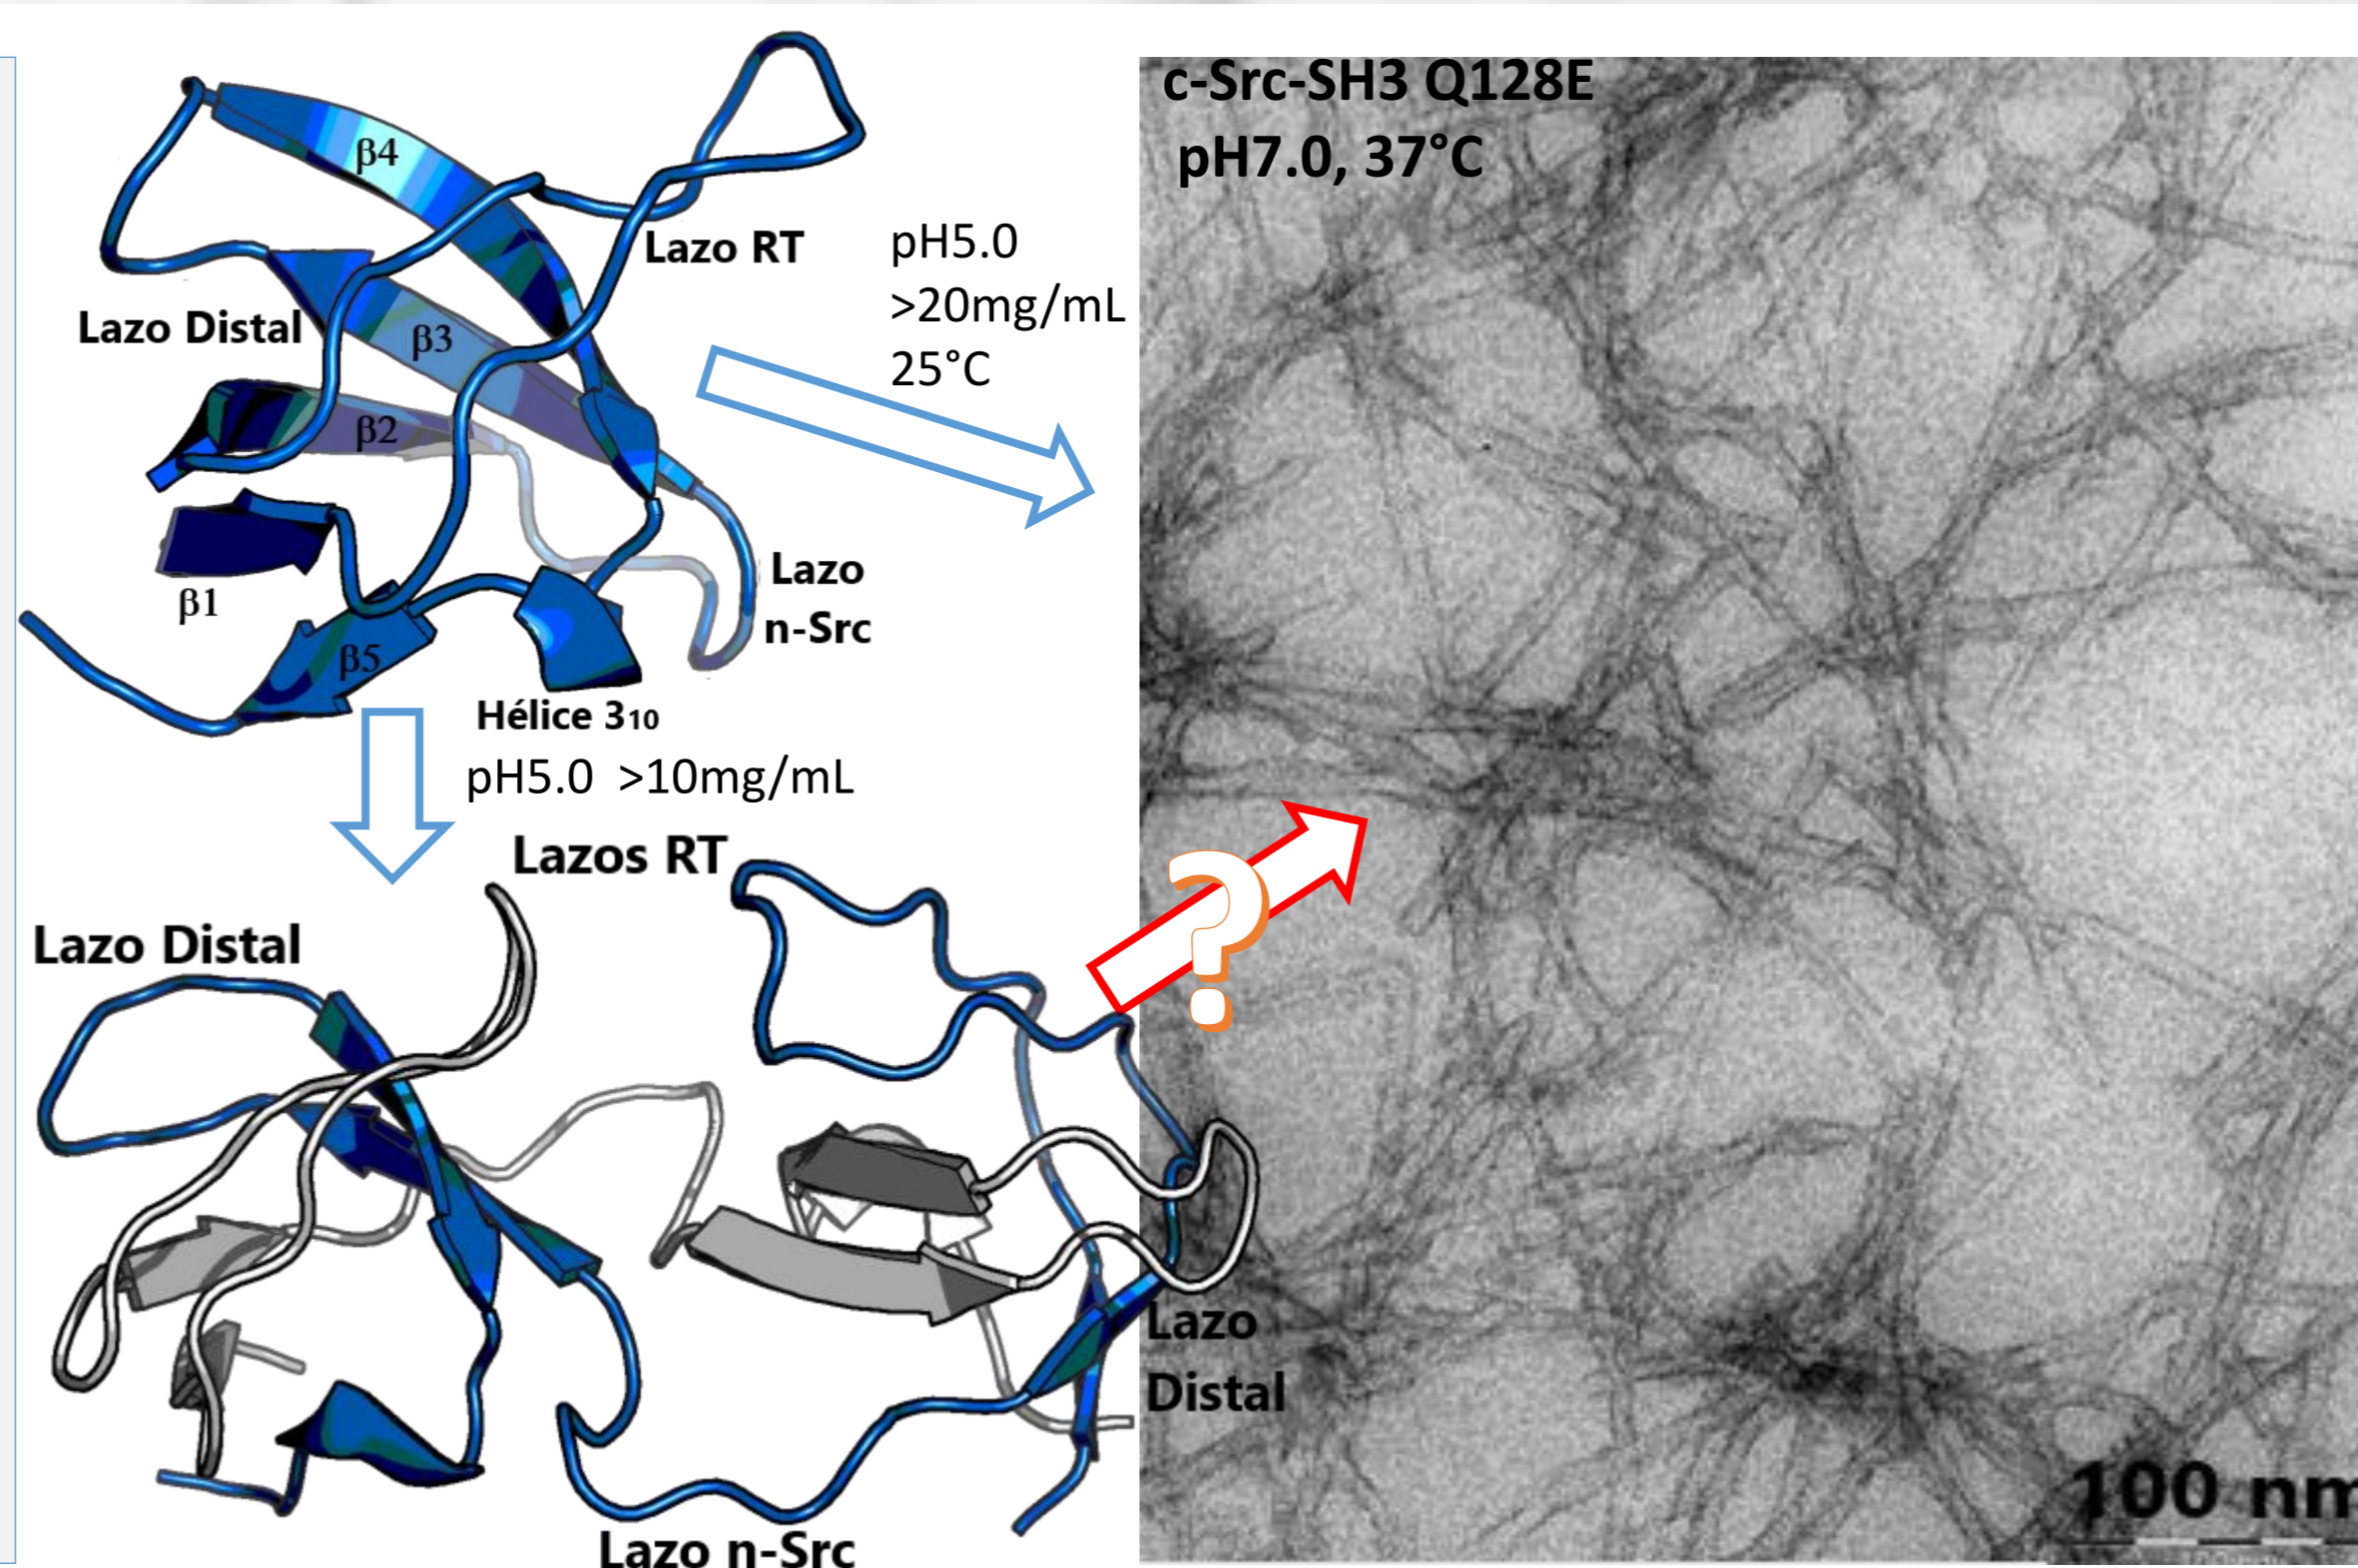 β4
Lazo RT
Lazo Distal
β3
β2
β1
β5
Lazo
n-Src
Hélice 310
pH5.0
>20mg/mL
25°C
pH5.0 >10mg/mL
Lazos RT
Lazo Distal
Lazo n-Src
Lazo
Distal
?
c-Src-SH3 Q128E
pH7.0, 37°C
100 nm